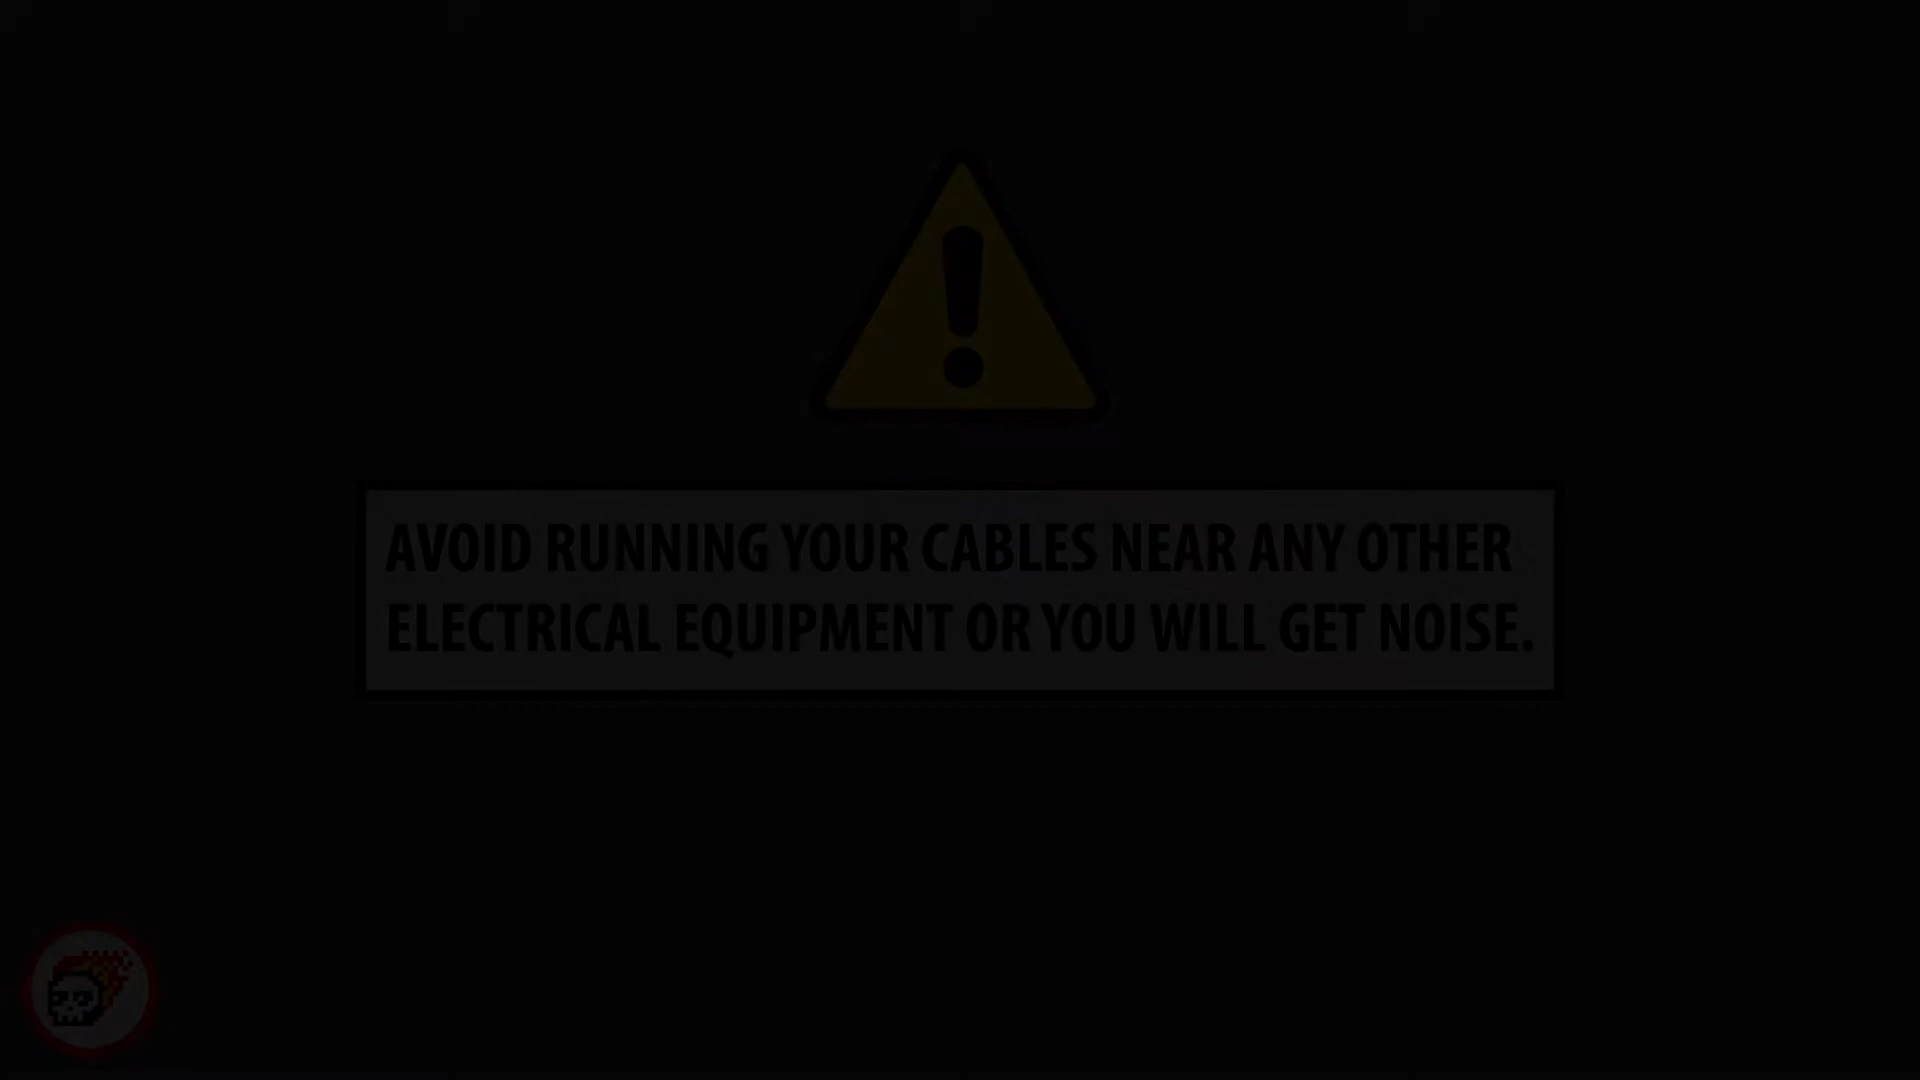 AVOID RUNNING YOUR CABLES NEAR ANY OTHER
ELECTRICAL EQUIPMENT OR YOU WILL GET NOISE.